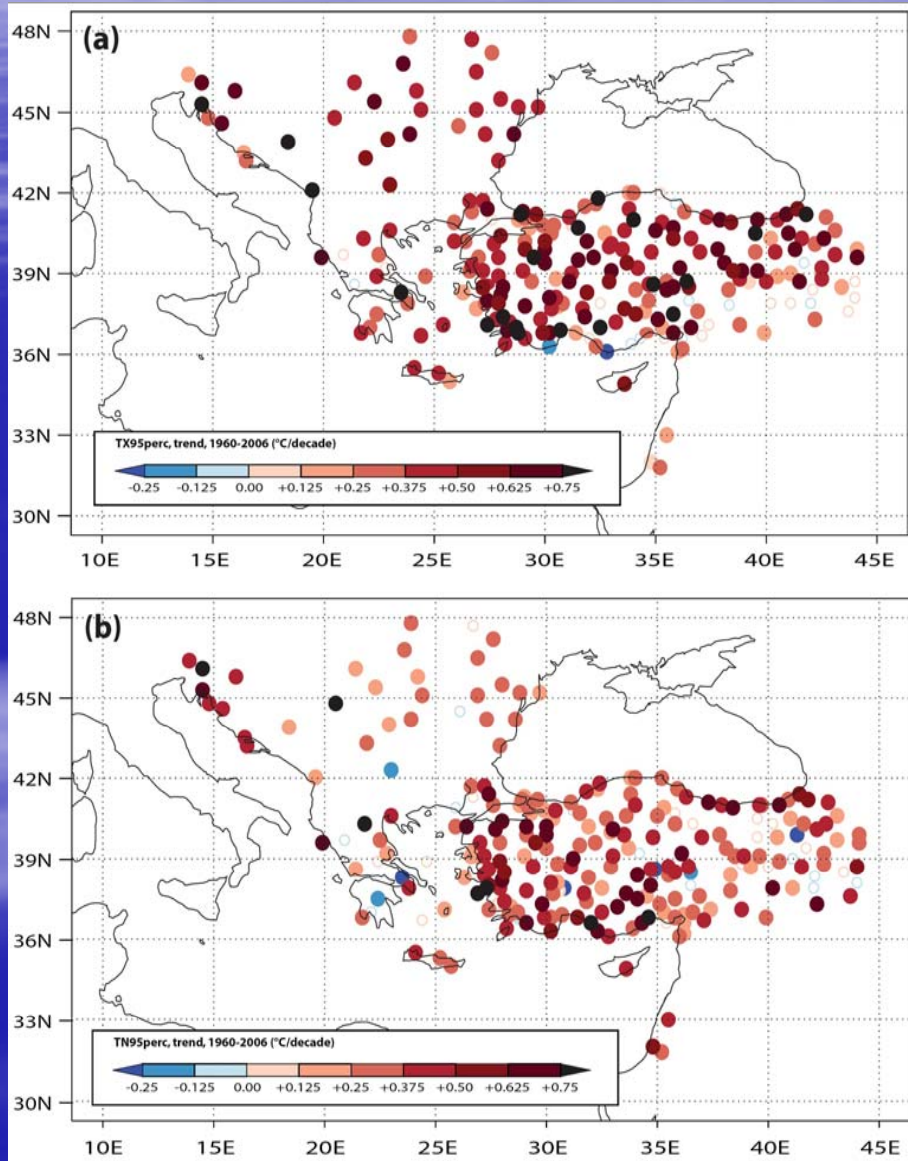 (a)
48N
45N
42N
39N
36N
33N
30N
TX95perc, trend, 1960-2006 (°C/decade)
-0.25 -0.125 0.00 +0.125 +0.25 +0.375 +0.50 +0.625 +0.75
10E 15E 20E 25E 30E 35E 40E 45E
(b)
48N
45N
42N
39N
36N
33N
30N
TN95perc, trend, 1960-2006 (°C/decade)
-0.25 -0.125 0.00 +0.125 +0.25 +0.375 +0.50 +0.625 +0.75
10E 15E 20E 25E 30E 35E 40E 45E